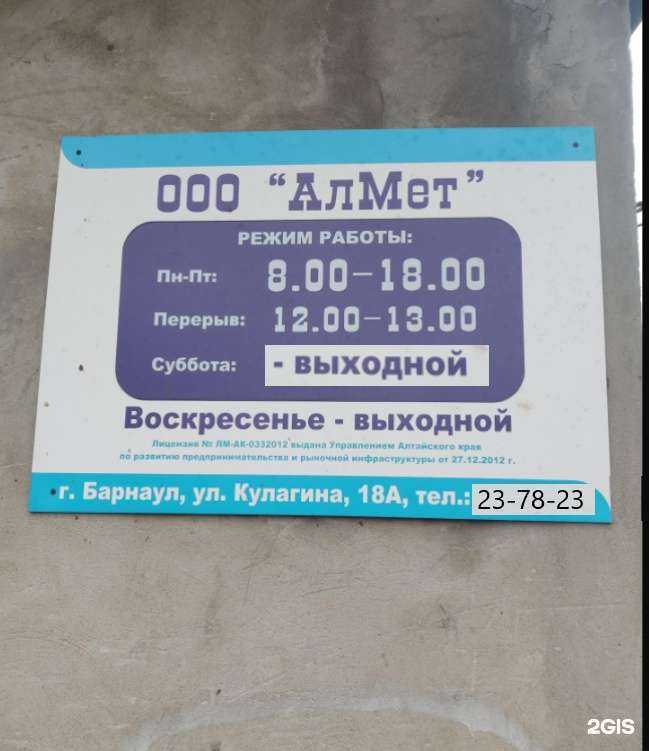 ООО “АлМет”
РЕЖИМ РАБОТЫ:
Пн-Пт: 8.00-18.00
Перерыв: 12.00-13.00
Суббота: - выходной
Воскресенье - выходной
Лицензия № ЛМ-АК-0332012 выдана Управлением Алтайского края
по развитию предпринимательства и рыночной инфраструктуры от 27.12.2012 г.
г. Барнаул, ул. Кулагина, 18А, тел.: 23-78-23
2GIS